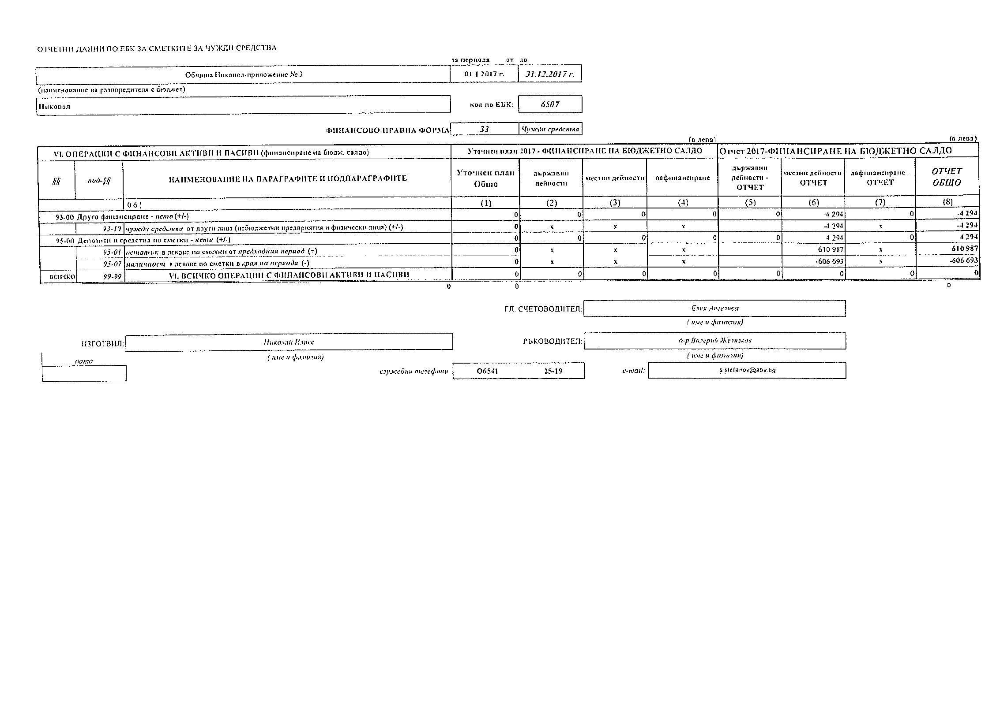 ОТЧЕТНИ ДАННИ ПО ЕБК ЗА СМЕТКИТЕ ЗА ЧУЖДИ СРЕДСТВА
за периода от до
Община Никопол-приложение № 3 01.1.2017 г. 31.12.2017 г.
(наименование на разпоредителя с бюджет)
Никопол код по ЕБК: 6507
ФИНАНСОВО-ПРАВНА ФОРМА 33 Чужди средства
(в лева) (в лева)
VI. ОПЕРАЦИИ С ФИНАНСОВИ АКТИВИ И ПАСИВИ (финансиране на бюдж. салдо) Уточнен план 2017 - ФИНАНСИРАНЕ НА БЮДЖЕТНО САЛДО Отчет 2017-ФИНАНСИРАНЕ НА БЮДЖЕТНО САЛДО
§§ под-§§ НАИМЕНОВАНИЕ НА ПАРАГРАФИТЕ И ПОДПАРАГРАФИТЕ Уточнен план Общо държавни дейности местни дейности дофинансиране държавни дейности - ОТЧЕТ местни дейности ОТЧЕТ дофинансиране - ОТЧЕТ ОТЧЕТ ОБЩО
0 6 ¦ (1) (2) (3) (4) (5) (6) (7) (8)
93-00 Друго финансиране - нето (+/-) 0 0 0 0 0 -4 294 0 -4 294
93-10 чужди средства от други лица (небюджетни предприятия и физически лица) (+/-) 0 x x x -4 294 x -4 294
95-00 Депозити и средства по сметки - нето (+/-) 0 0 0 0 0 4 294 0 4 294
95-01 остатък в левове по сметки от предходния период (+) 0 x x x 610 987 x 610 987
95-07 наличност в левове по сметки в края на периода (-) 0 x x x -606 693 x -606 693
ВСИЧКО 99-99 VI. ВСИЧКО ОПЕРАЦИИ С ФИНАНСОВИ АКТИВИ И ПАСИВИ 0 0 0 0 0 0 0 0
0 0 0
ГЛ. СЧЕТОВОДИТЕЛ: Елия Ангелова
( име и фамилия)
ИЗГОТВИЛ: Николай Илиев РЪКОВОДИТЕЛ: д-р Валерий Желязков
( име и фамилия) ( име и фамилия)
дата
служебни телефони О6541 25-19 e-mail: s_stefanov@abv.bg